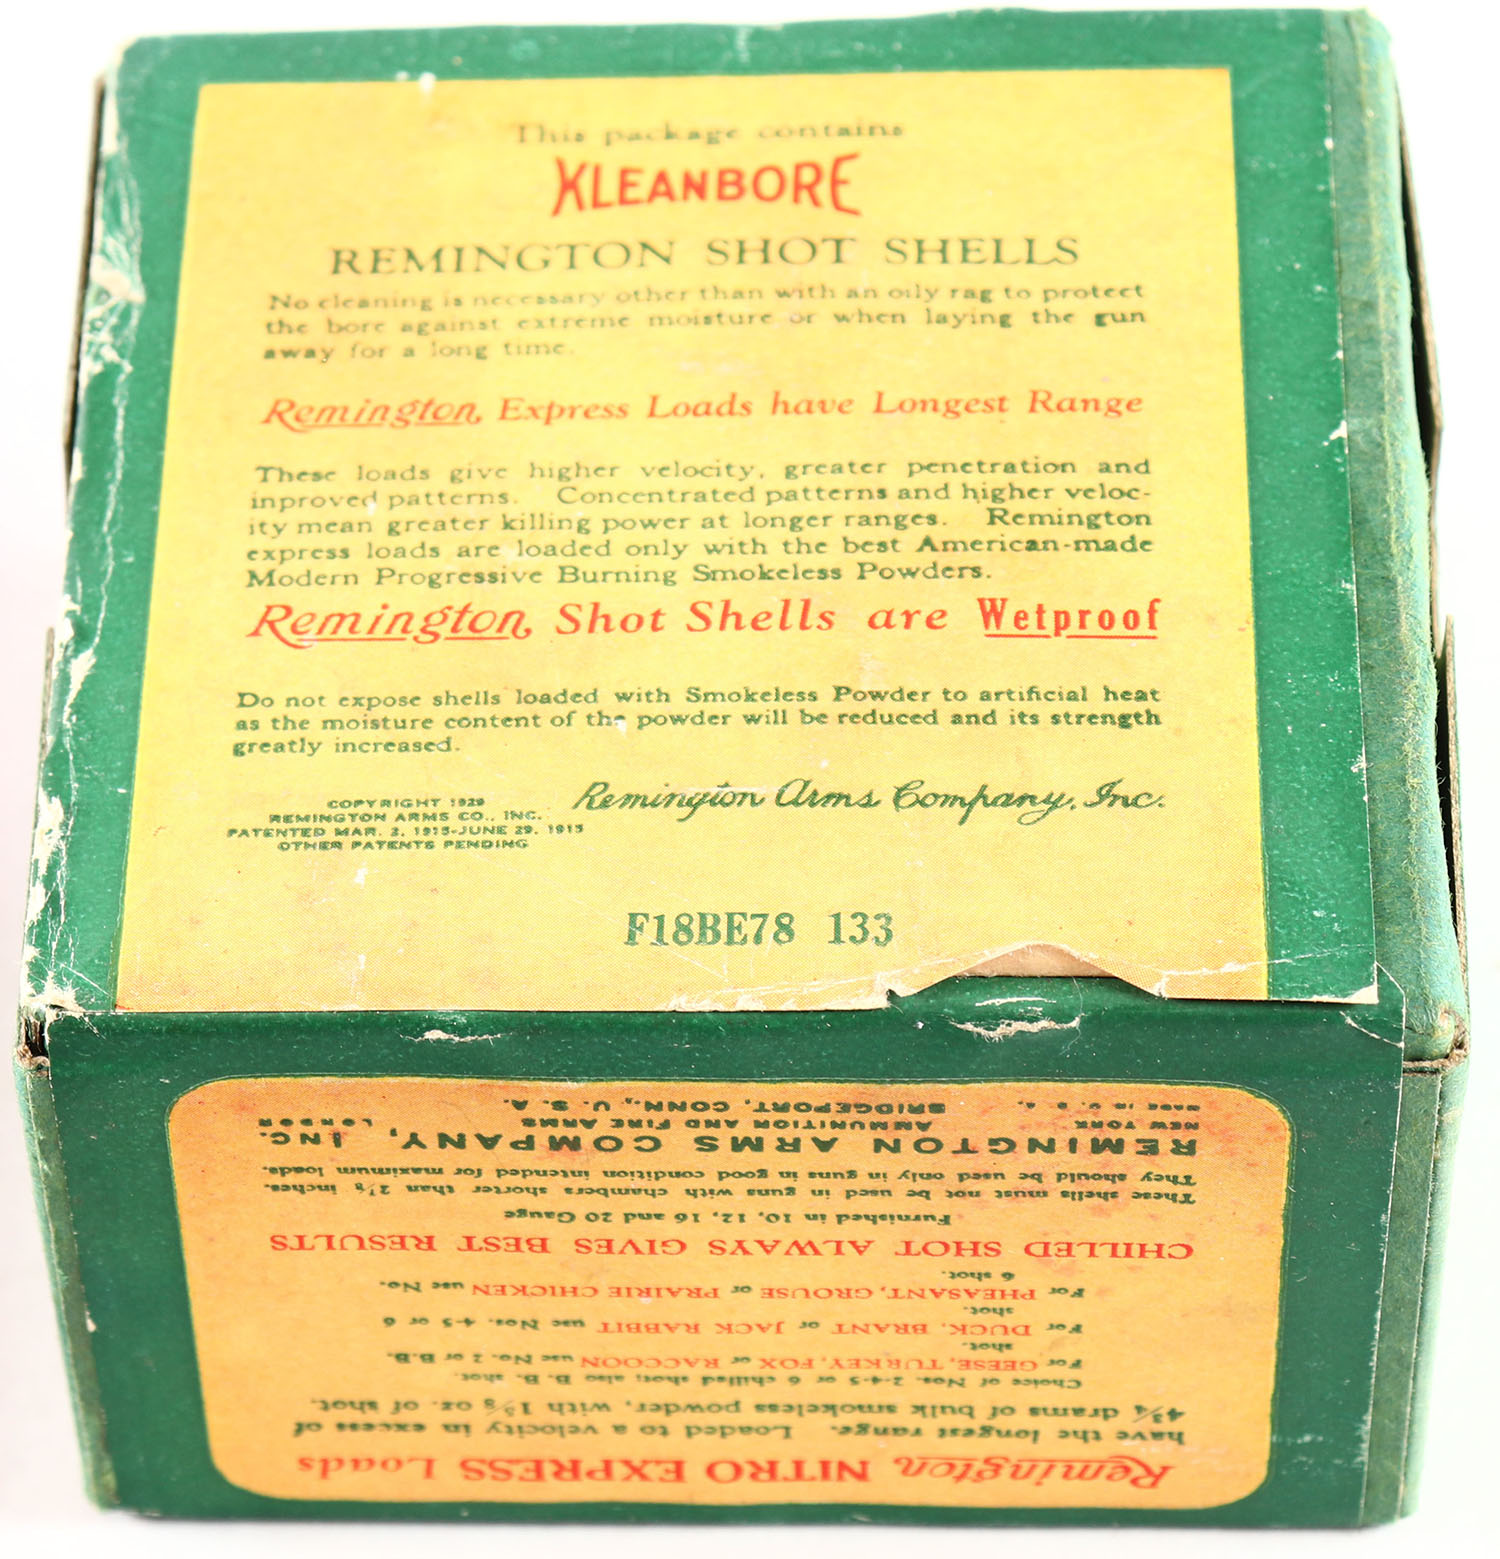 This package contains
KLEANBORE
REMINGTON SHOT SHELLS
No cleaning is necessary other than with an oily rag to protect
the bore against extreme moisture or when laying the gun
away for a long time.
Remington Express Loads have Longest Range
These loads give higher velocity, greater penetration and
inproved patterns. Concentrated patterns and higher veloc-
ity mean greater killing power at longer ranges. Remington
express loads are loaded only with the best American-made
Modern Progressive Burning Smokeless Powders.
Remington Shot Shells are Wetproof
Do not expose shells loaded with Smokeless Powder to artificial heat
as the moisture content of the powder will be reduced and its strength
greatly increased.
Remington Arms Company, Inc.
COPYRIGHT 1929
REMINGTON ARMS CO., INC.
PATENTED MAR. 2, 1915-JUNE 29, 1915
OTHER PATENTS PENDING
F18BE78 133
Remington NITRO EXPRESS Loads
have the longest range. Loaded to a velocity in excess of
4¾ drams of bulk smokeless powder, with 1⅝ oz. of shot.
Choice of Nos. 2-4-5 or 6 chilled shot; also B. B. shot.
For GEESE, TURKEY, FOX or RACCOON use No. 2 or B.B.
shot.
For DUCK, BRANT or JACK RABBIT use Nos. 4-5 or 6
shot.
For PHEASANT, GROUSE or PRAIRIE CHICKEN use No.
6 shot.
CHILLED SHOT ALWAYS GIVES BEST RESULTS
Furnished in 10, 12, 16 and 20 Gauge
These shells must not be used in guns with chambers shorter than 2⅞ inches.
They should be used only in guns in good condition intended for maximum loads.
REMINGTON ARMS COMPANY, INC.
NEW YORK AMMUNITION AND FIRE ARMS LONDON
MADE IN U. S. A. BRIDGEPORT, CONN., U. S. A.